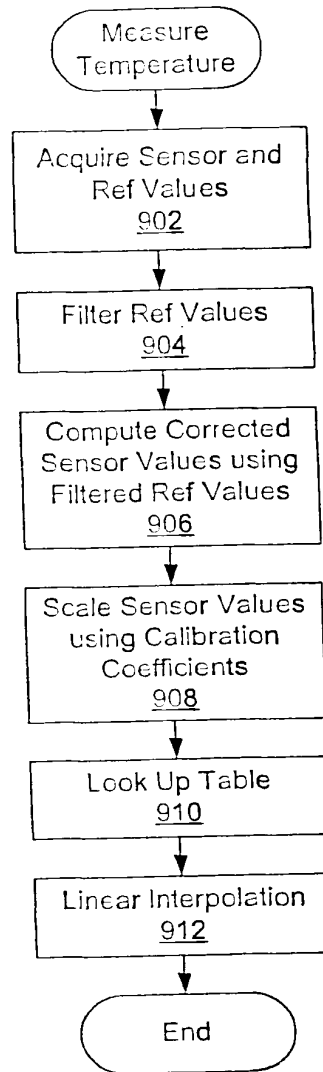 Measure
Temperature
Acquire Sensor and
Ref Values
902
Filter Ref Values
904
Compute Corrected
Sensor Values using
Filtered Ref Values
906
Scale Sensor Values
using Calibration
Coefficients
908
Look Up Table
910
Linear Interpolation
912
End